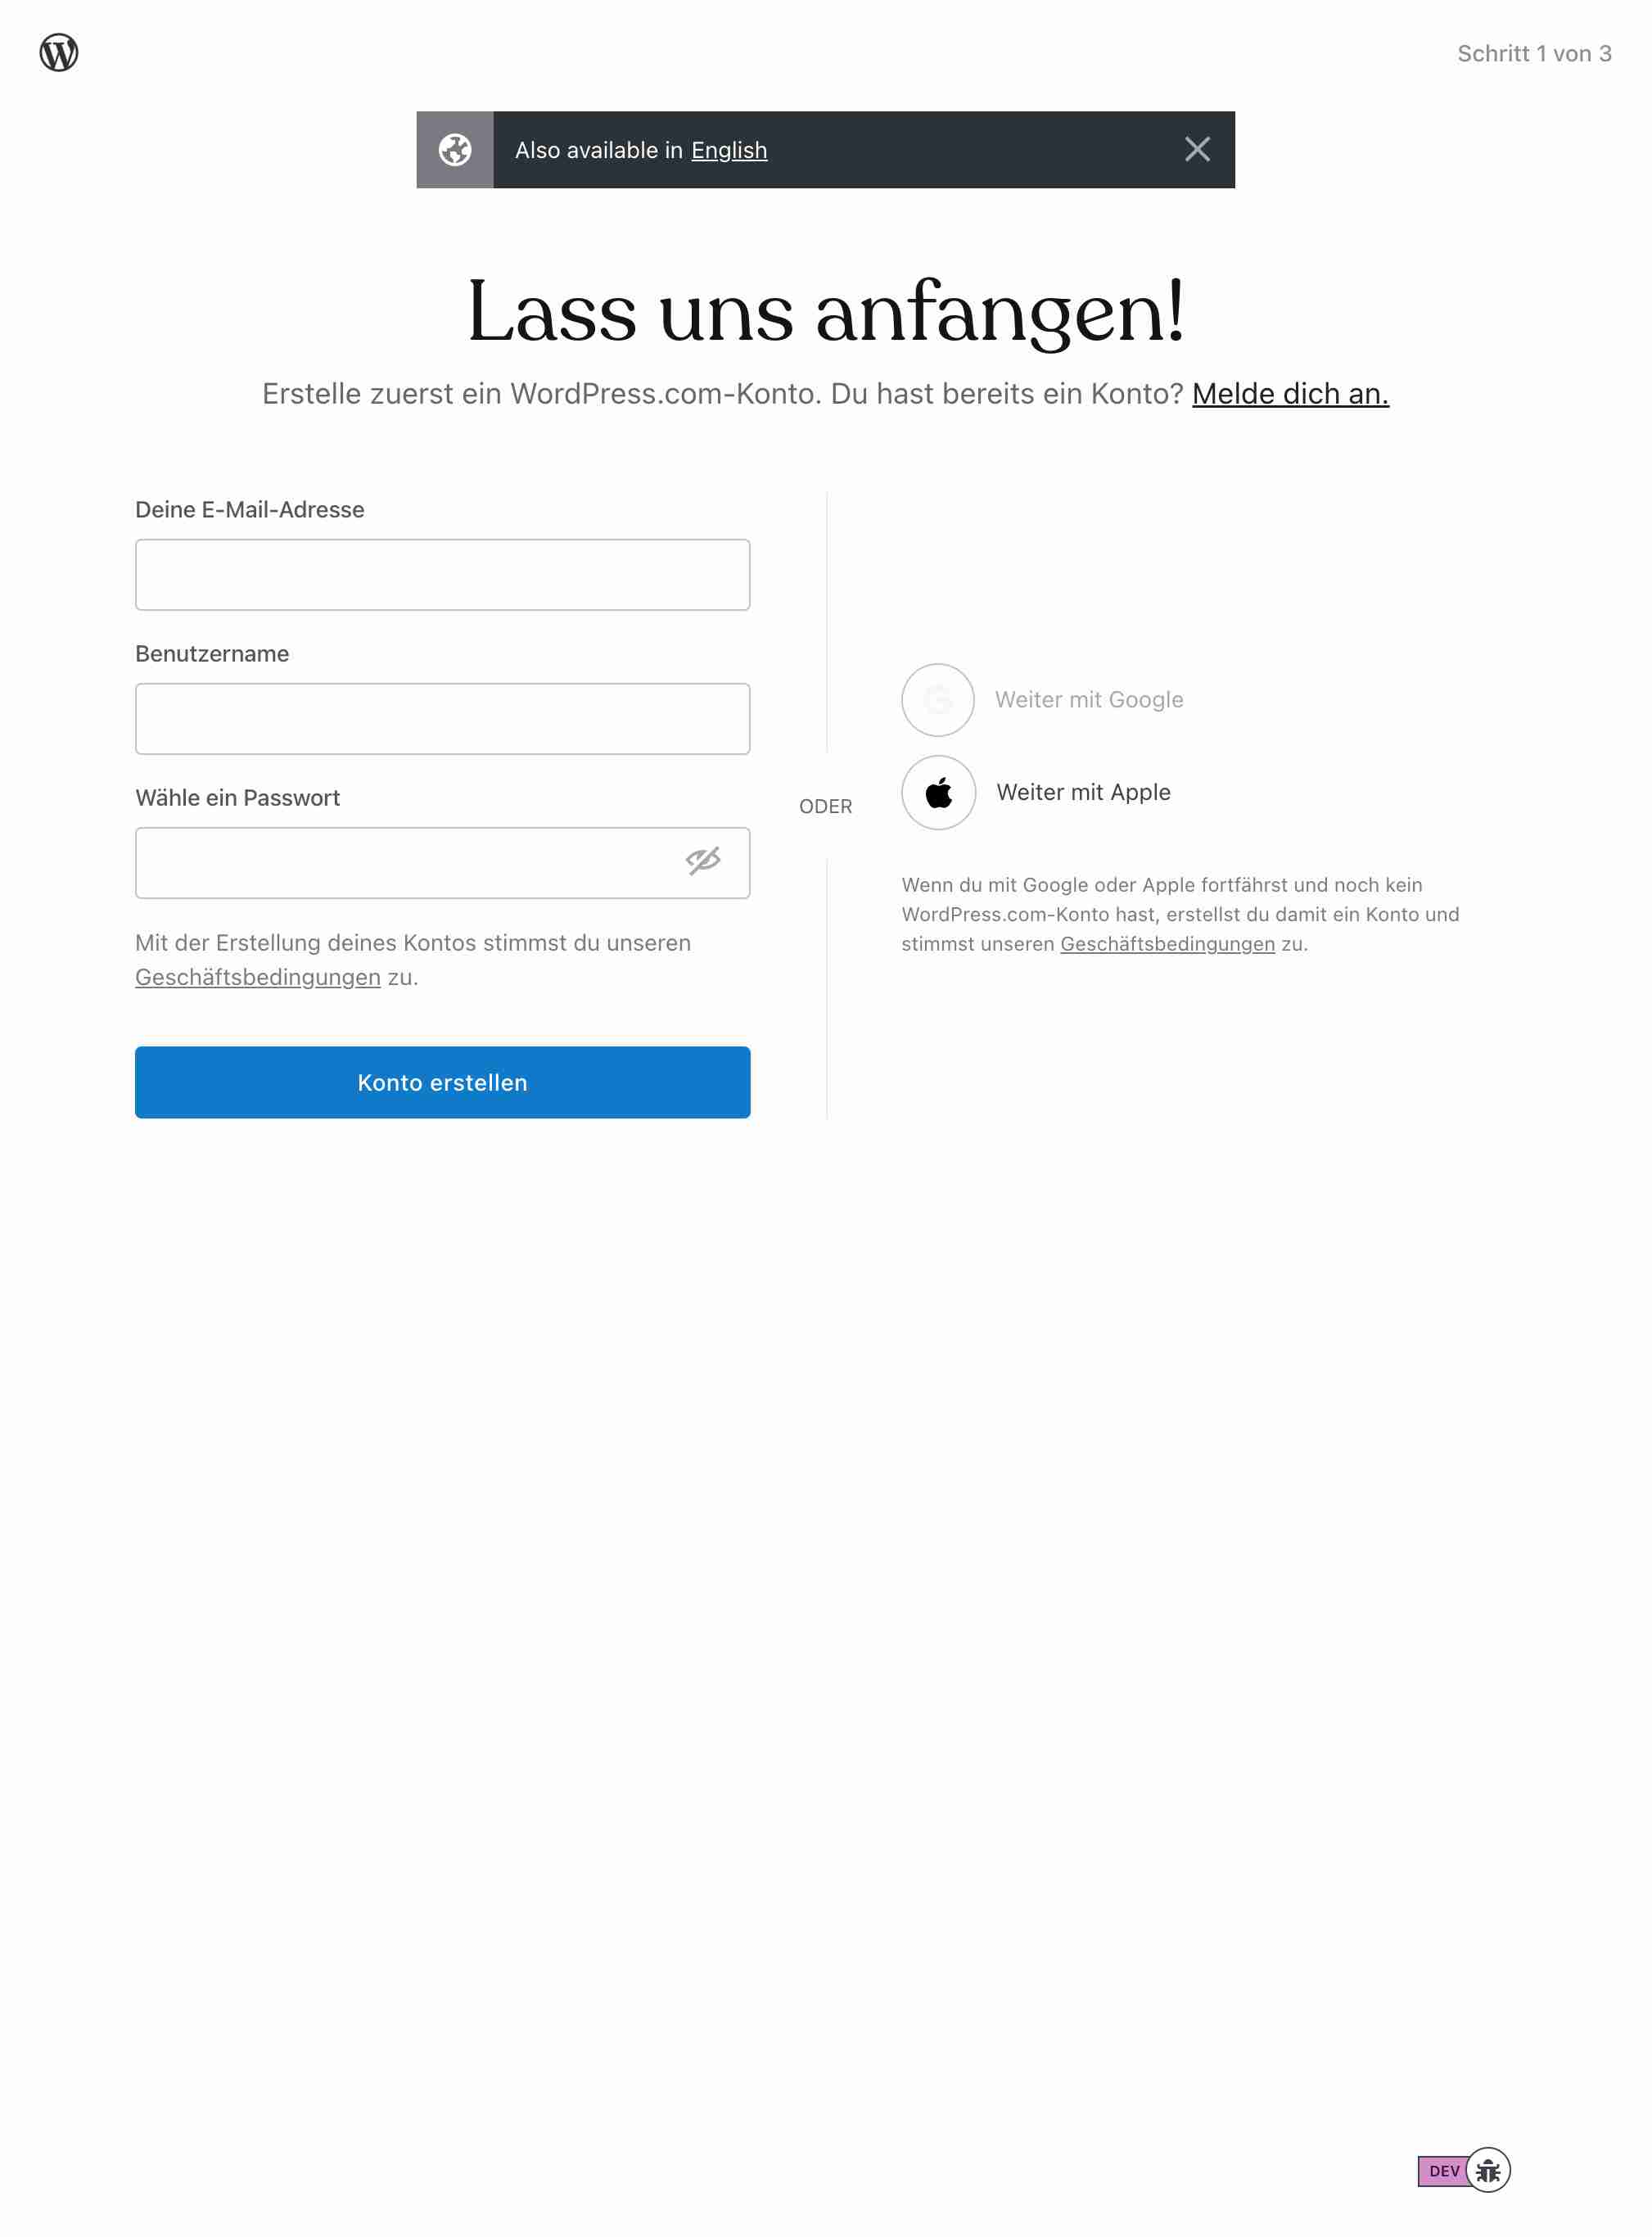 Schritt 1 von 3
Also available in English
Lass uns anfangen!
Erstelle zuerst ein WordPress.com-Konto. Du hast bereits ein Konto? Melde dich an.
Deine E-Mail-Adresse
Benutzername
Wähle ein Passwort
Mit der Erstellung deines Kontos stimmst du unseren
Geschäftsbedingungen zu.
Konto erstellen
ODER
Weiter mit Google
Weiter mit Apple
Wenn du mit Google oder Apple fortfährst und noch kein
WordPress.com-Konto hast, erstellst du damit ein Konto und
stimmst unseren Geschäftsbedingungen zu.
DEV